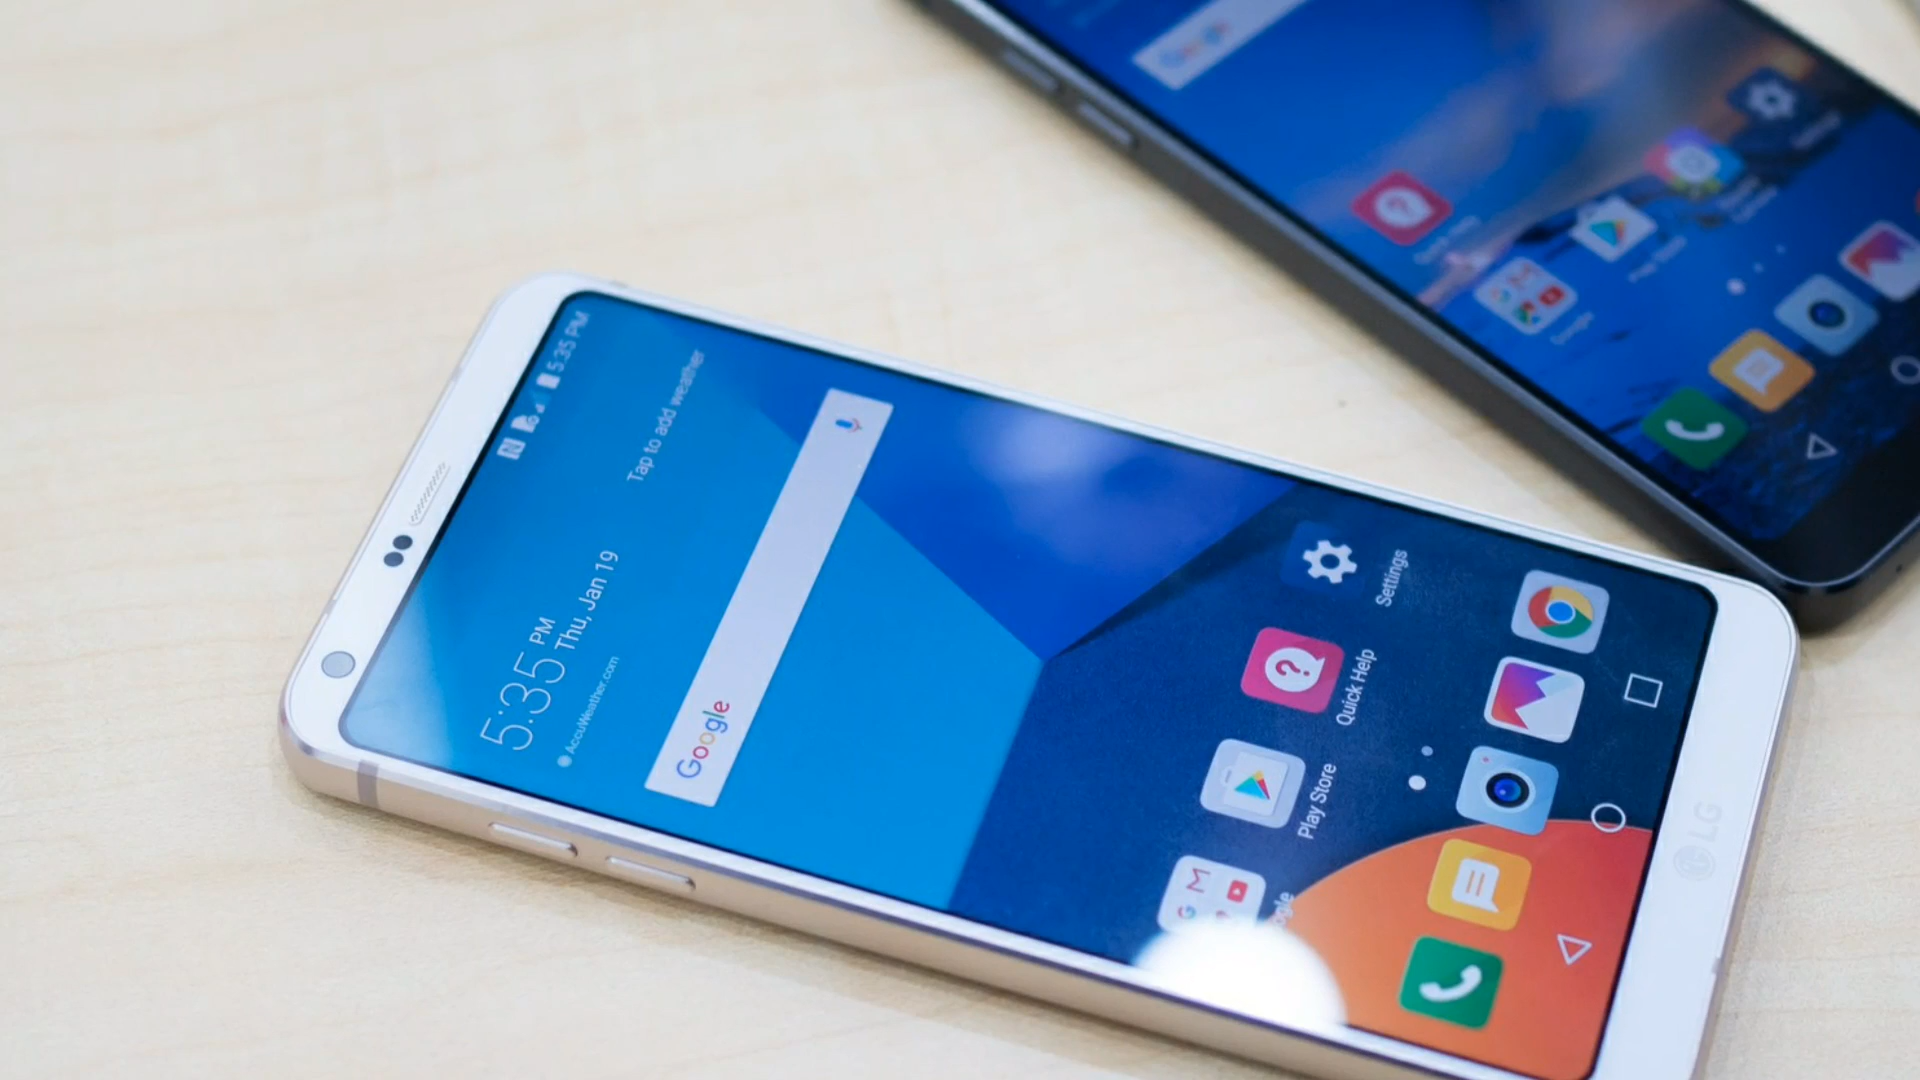 5:35 PM
Tap to add weather
5:35 PM
Thu, Jan 19
AccuWeather.com
Google
Settings
Quick Help
Play Store
LG
Google